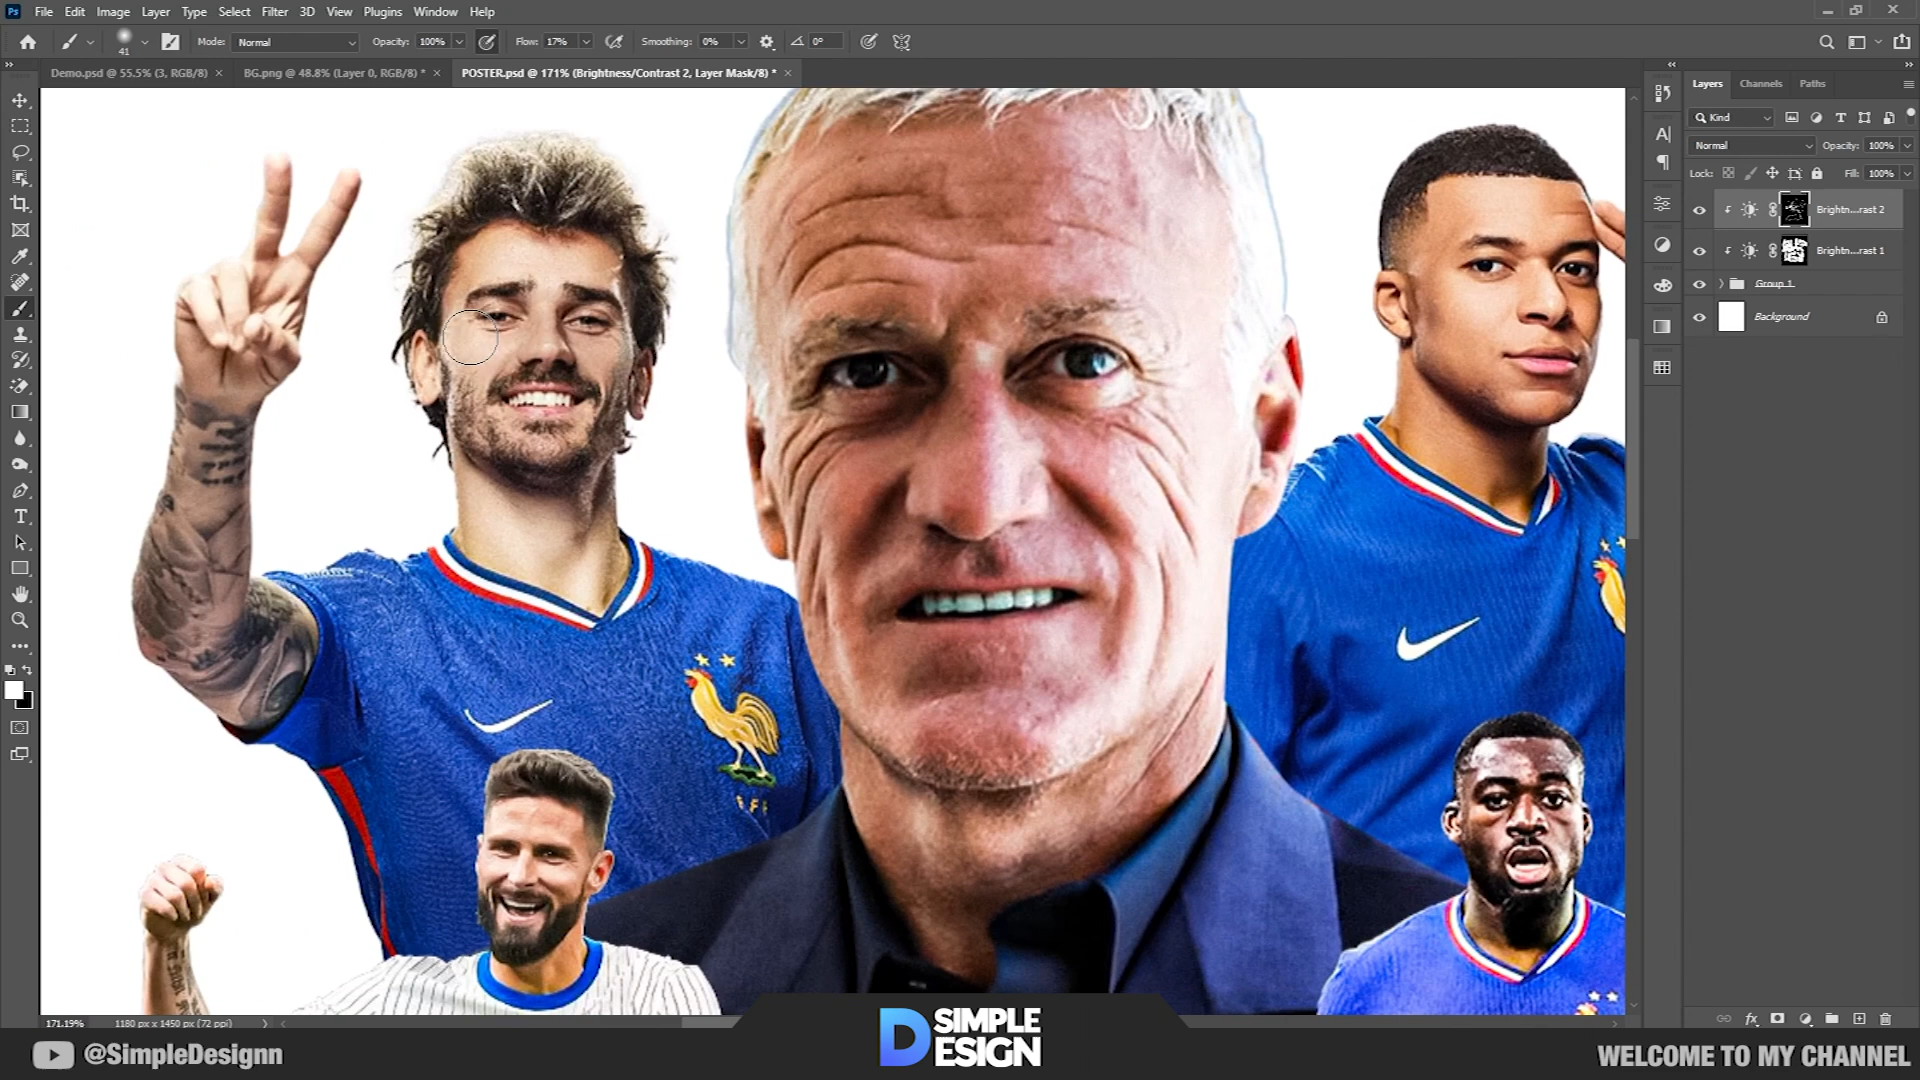 Ps File Edit Image Layer Type Select Filter 3D View Plugins Window Help
41 Mode: Normal Opacity: 100% Flow: 17% Smoothing: 0% 0°
Demo.psd @ 55.5% (3, RGB/8) × BG.png @ 48.8% (Layer 0, RGB/8) * × POSTER.psd @ 171% (Brightness/Contrast 2, Layer Mask/8) * ×
Layers Channels Paths
Kind
Normal Opacity: 100%
Lock: Fill: 100%
Brightn...rast 2
Brightn...rast 1
Group 1
Background
FFF
171.19% 1180 px x 1450 px (72 ppi)
@SimpleDesignn
D SIMPLE
ESIGN
WELCOME TO MY CHANNEL